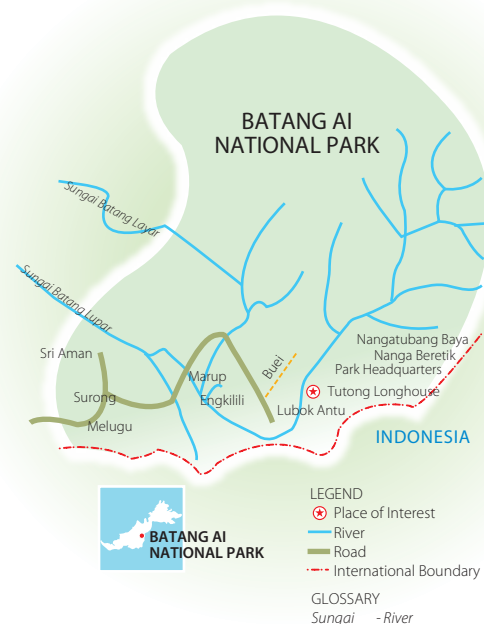 BATANG AI
NATIONAL PARK
Sungai Batang Layar
Sungai Batang Lupar
Nangatubang Baya
Nanga Beretik
Park Headquarters
Sri Aman
Buei
Marup
Tutong Longhouse
Surong
Engkilili
Lubok Antu
Melugu
INDONESIA
BATANG AI
NATIONAL PARK
LEGEND
Place of Interest
River
Road
International Boundary
GLOSSARY
Sungai - River